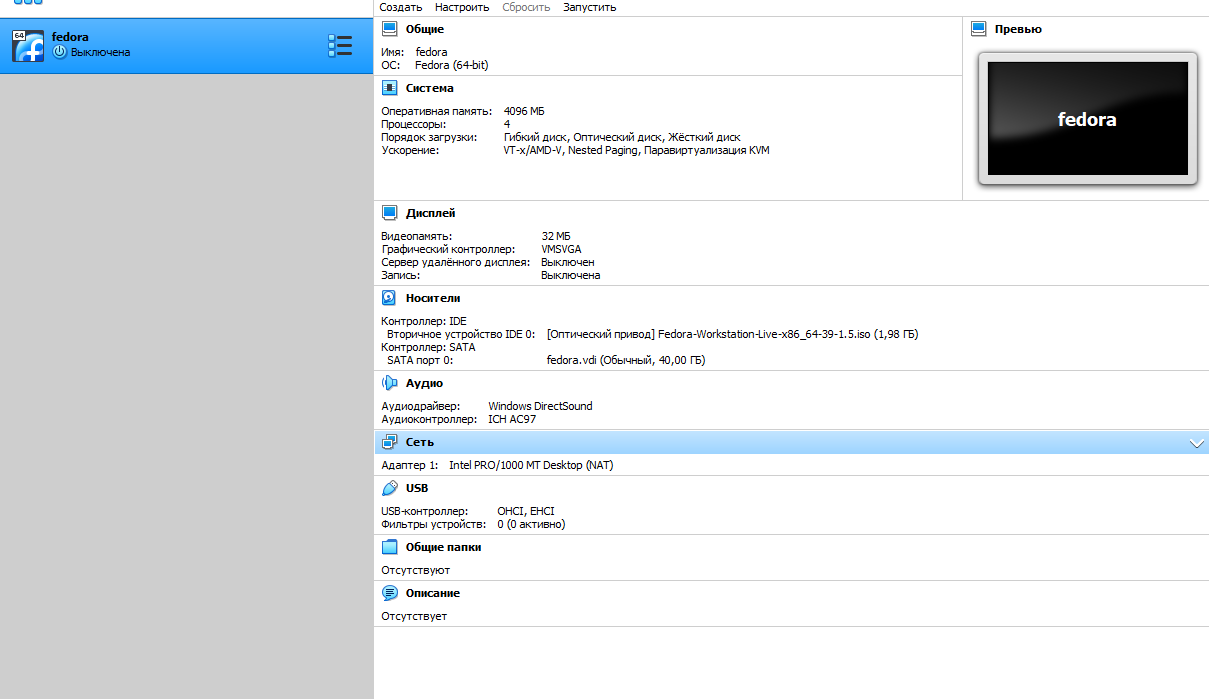 Создать Настроить Сбросить Запустить
64
fedora
Выключена
Общие
Имя: fedora
ОС: Fedora (64-bit)
Превью
fedora
Система
Оперативная память: 4096 МБ
Процессоры: 4
Порядок загрузки: Гибкий диск, Оптический диск, Жёсткий диск
Ускорение: VT-x/AMD-V, Nested Paging, Паравиртуализация KVM
Дисплей
Видеопамять: 32 МБ
Графический контроллер: VMSVGA
Сервер удалённого дисплея: Выключен
Запись: Выключена
Носители
Контроллер: IDE
Вторичное устройство IDE 0: [Оптический привод] Fedora-Workstation-Live-x86_64-39-1.5.iso (1,98 ГБ)
Контроллер: SATA
SATA порт 0: fedora.vdi (Обычный, 40,00 ГБ)
Аудио
Аудиодрайвер: Windows DirectSound
Аудиоконтроллер: ICH AC97
Сеть
Адаптер 1: Intel PRO/1000 MT Desktop (NAT)
USB
USB-контроллер: OHCI, EHCI
Фильтры устройств: 0 (0 активно)
Общие папки
Отсутствуют
Описание
Отсутствует